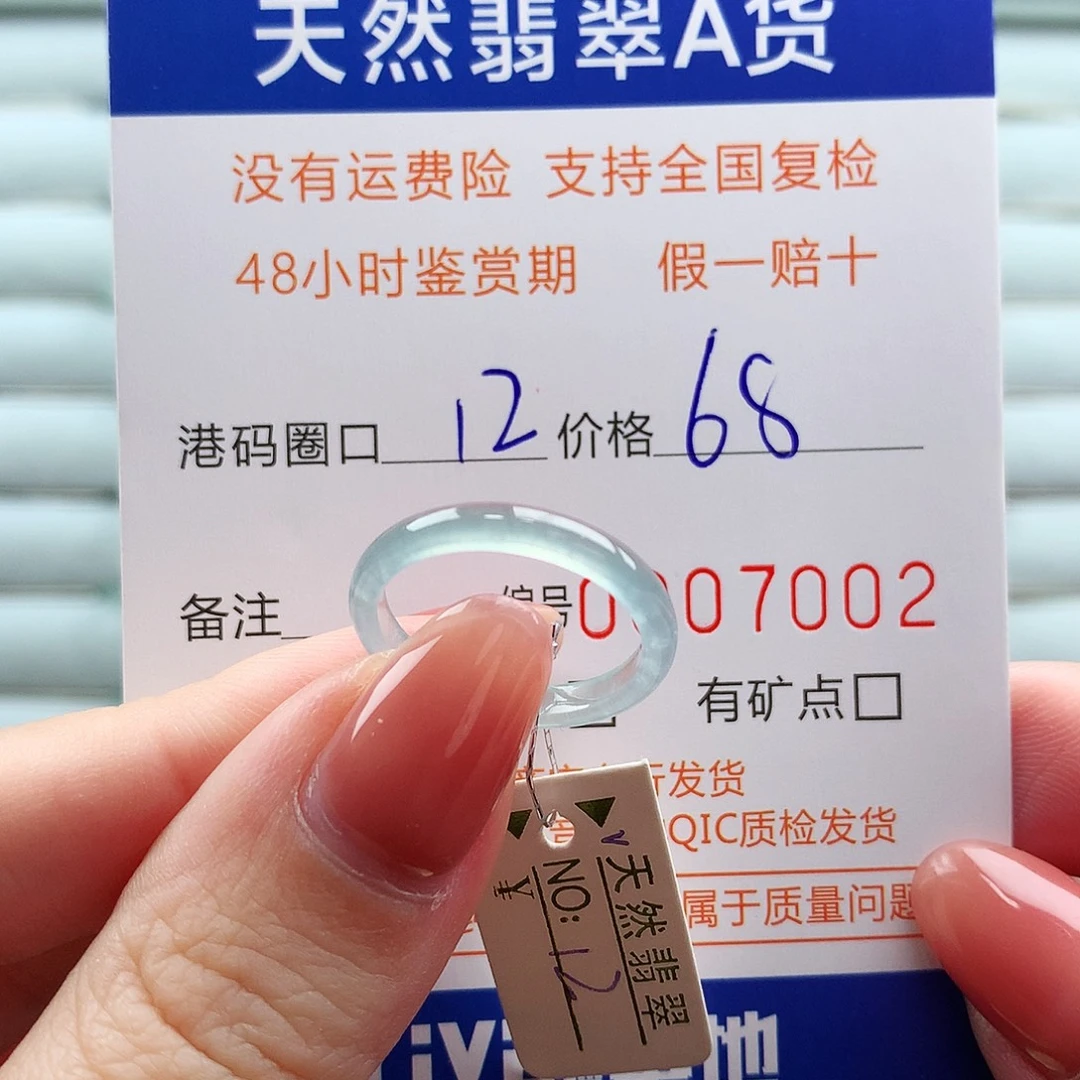 天然翡翠A货
没有运费险 支持全国复检
48小时鉴赏期 假一赔十
港码圈口 12 价格 68
备注 编号 07002
有矿点□
发货
QIC质检发货
属于质量问题
天然翡翠
NO: 12
¥